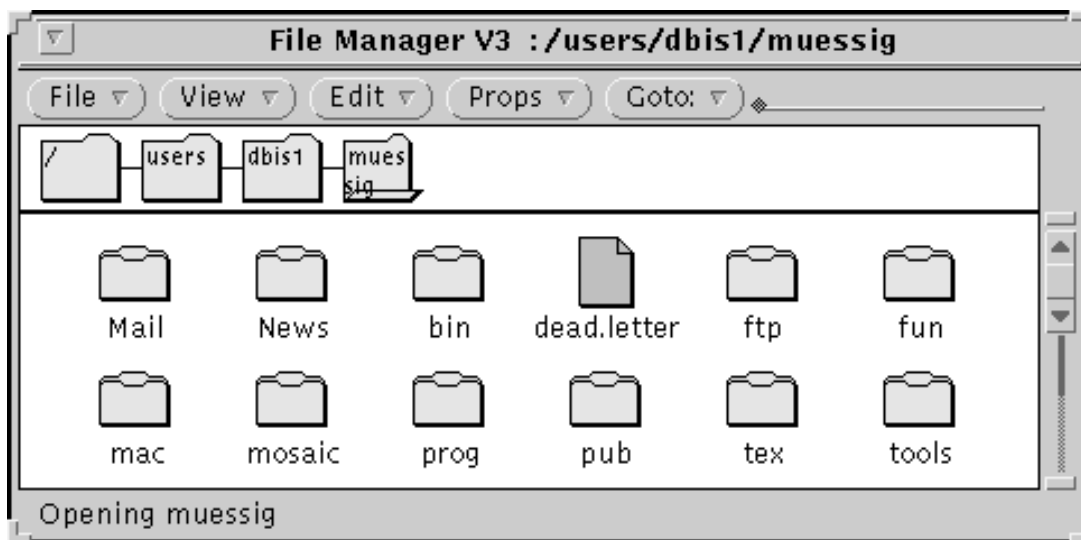 File Manager V3 :/users/dbis1/muessig
File View Edit Props Goto:
/ users dbis1 mues
sig
Mail News bin dead.letter ftp fun
mac mosaic prog pub tex tools
Opening muessig